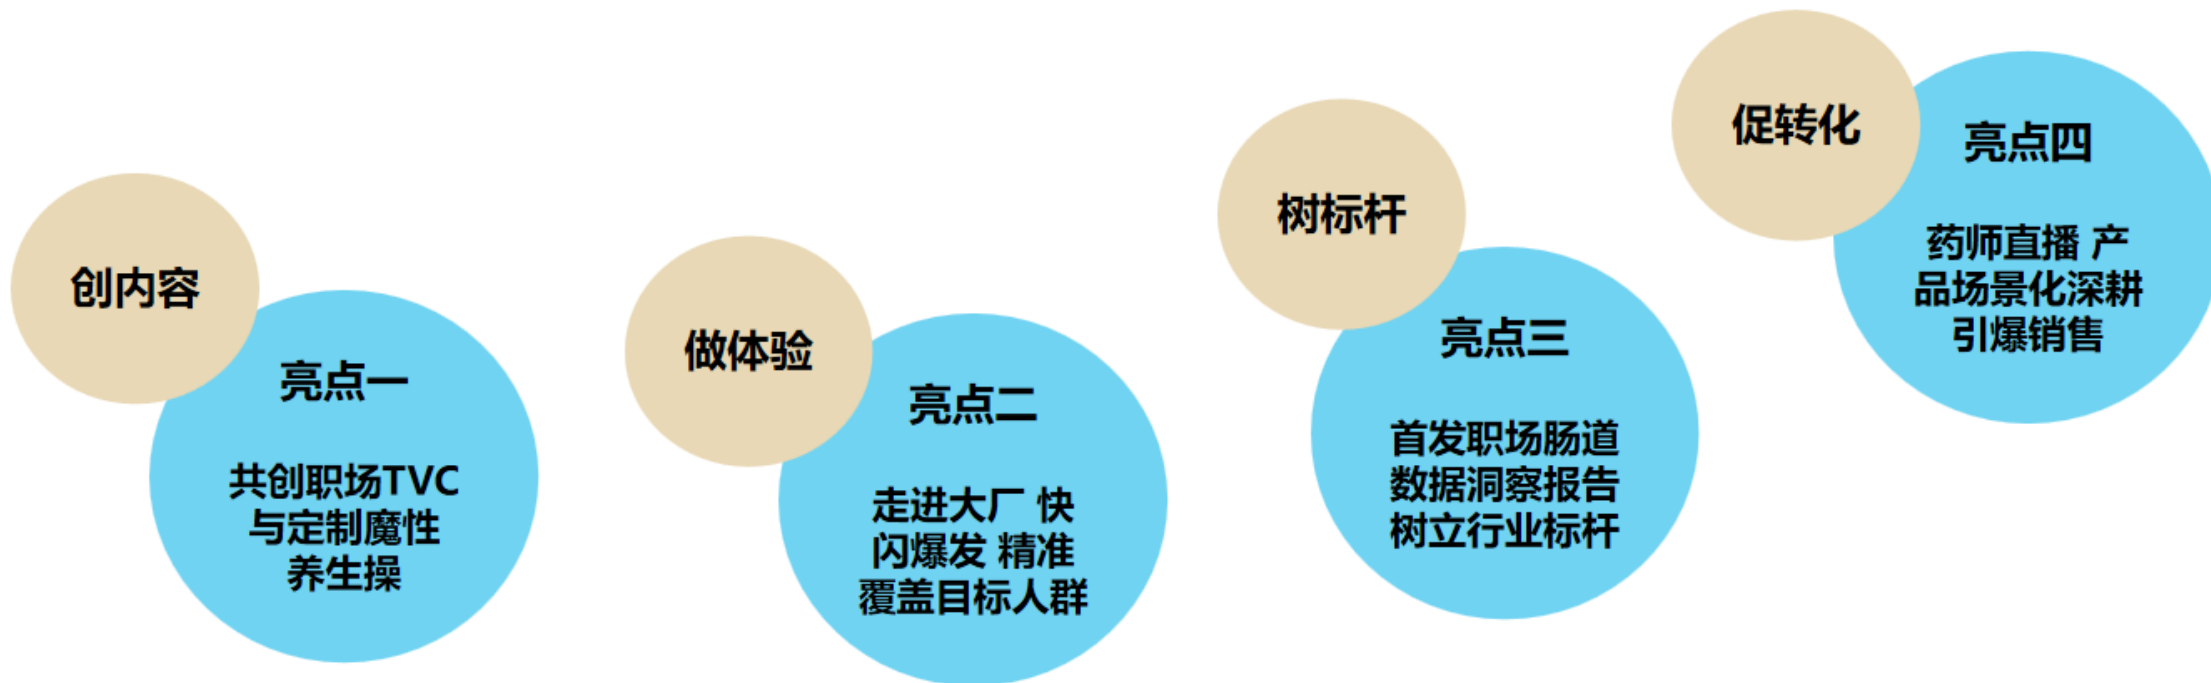 创内容
亮点一
共创职场TVC
与定制魔性
养生操
做体验
亮点二
走进大厂 快
闪爆发 精准
覆盖目标人群
树标杆
亮点三
首发职场肠道
数据洞察报告
树立行业标杆
促转化
亮点四
药师直播 产
品场景化深耕
引爆销售